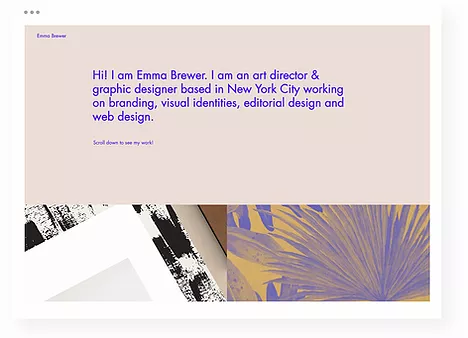 Emma Brewer
Hi! I am Emma Brewer. I am an art director &
graphic designer based in New York City working
on branding, visual identities, editorial design and
web design.
Scroll down to see my work!